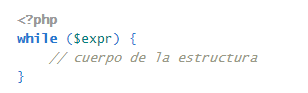 <?php
while ($expr) {
    // cuerpo de la estructura
}